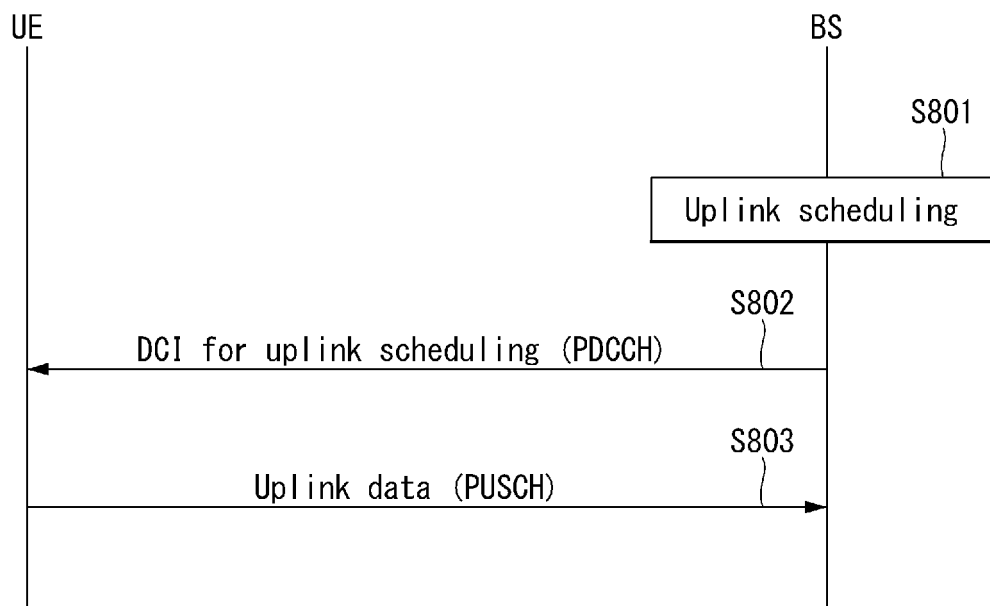 UE
BS
S801
Uplink scheduling
S802
DCI for uplink scheduling (PDCCH)
S803
Uplink data (PUSCH)